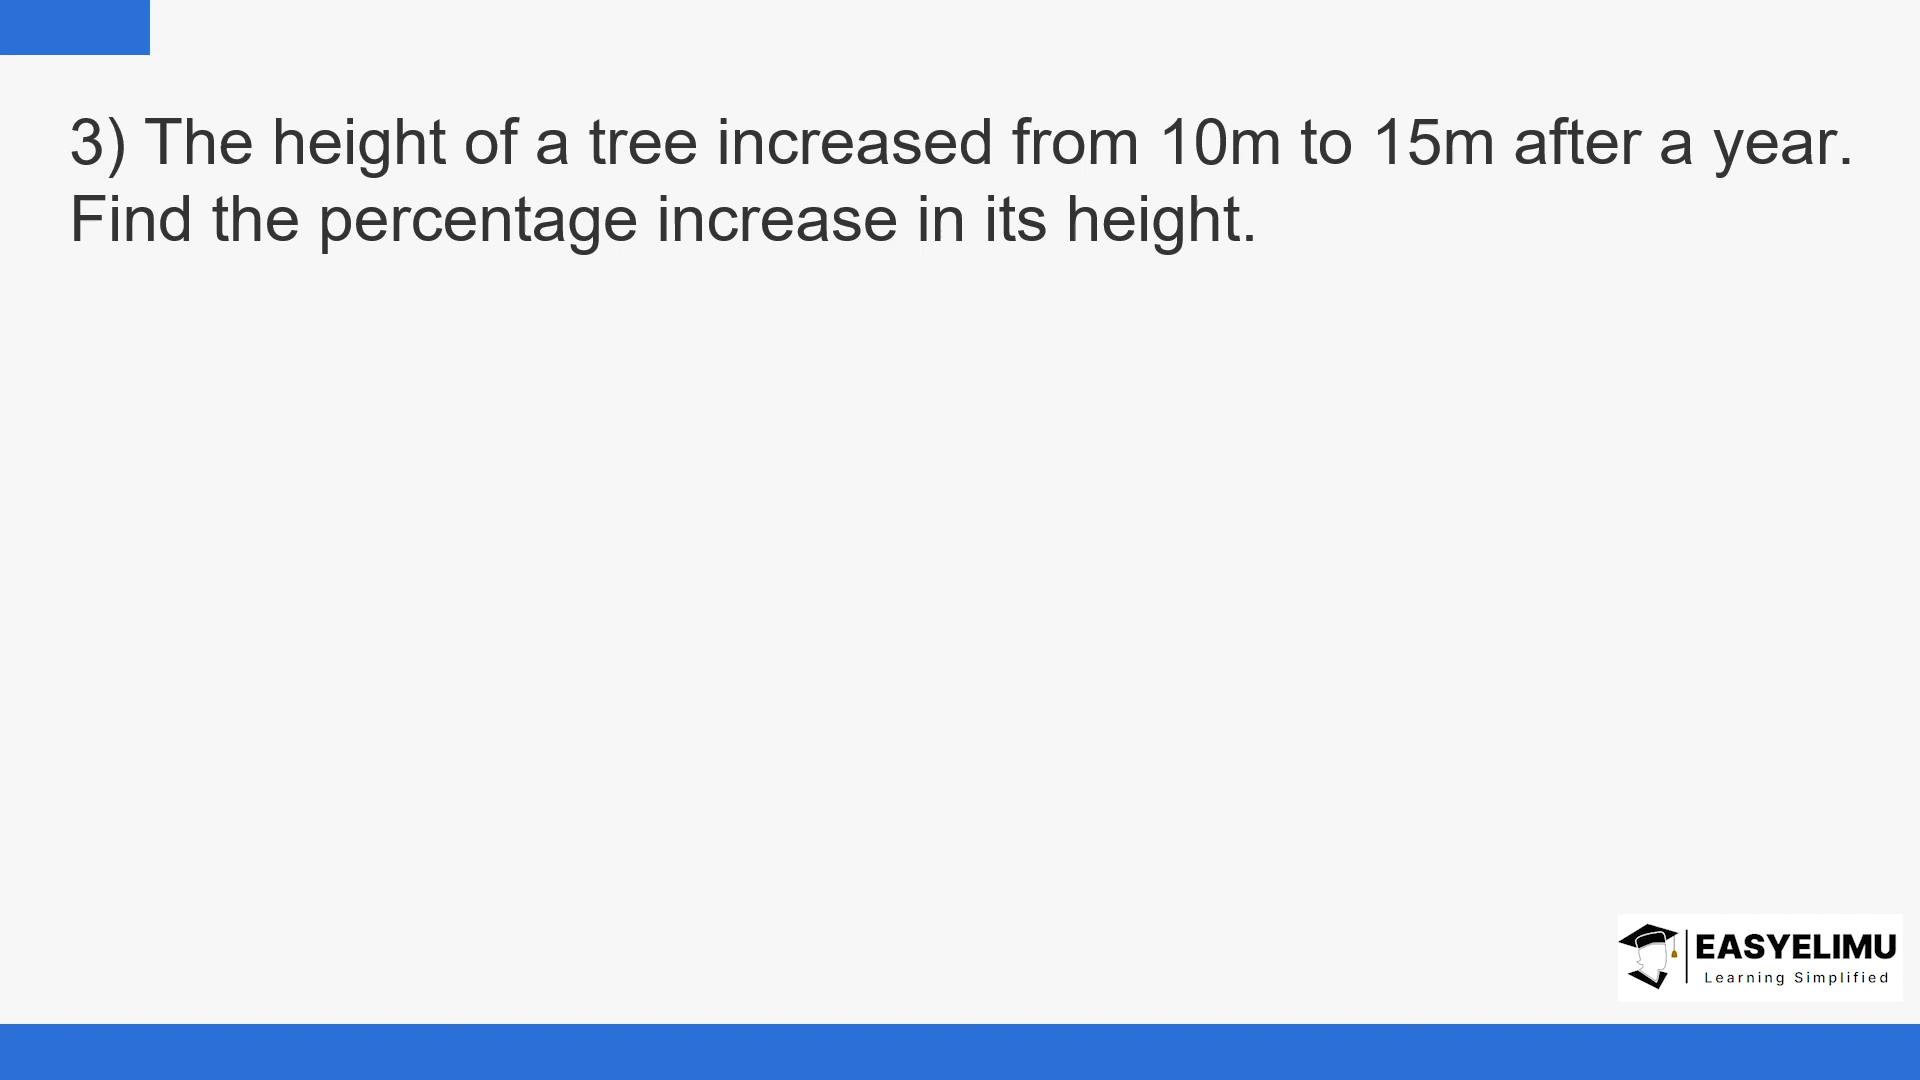 3) The height of a tree increased from 10m to 15m after a year.
Find the percentage increase in its height.
EASYELIMU
Learning Simplified